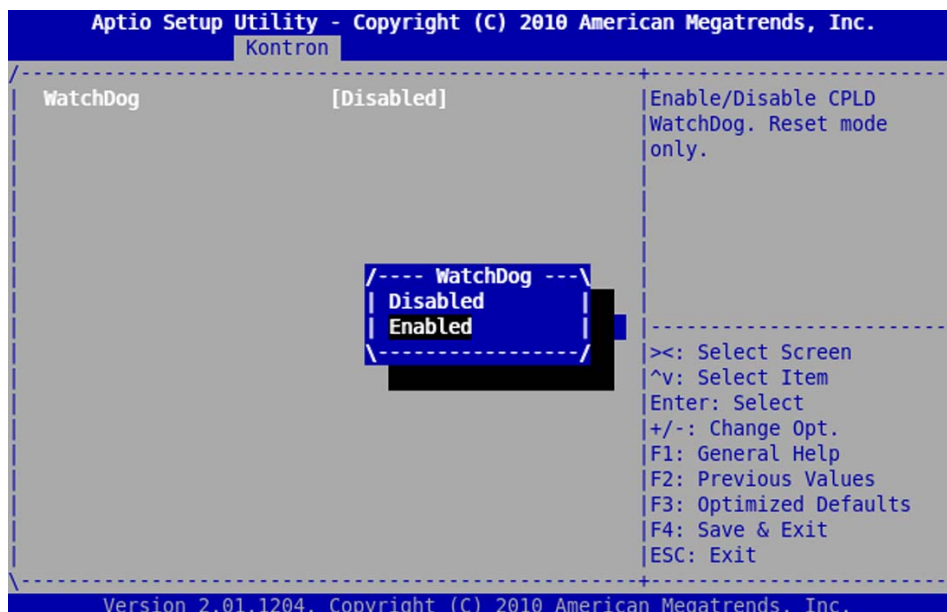 Aptio Setup Utility - Copyright (C) 2010 American Megatrends, Inc.
Kontron
WatchDog [Disabled]
Enable/Disable CPLD
WatchDog. Reset mode
only.
WatchDog
Disabled
Enabled
><: Select Screen
^v: Select Item
Enter: Select
+/-: Change Opt.
F1: General Help
F2: Previous Values
F3: Optimized Defaults
F4: Save & Exit
ESC: Exit
Version 2.01.1204. Copyright (C) 2010 American Megatrends, Inc.